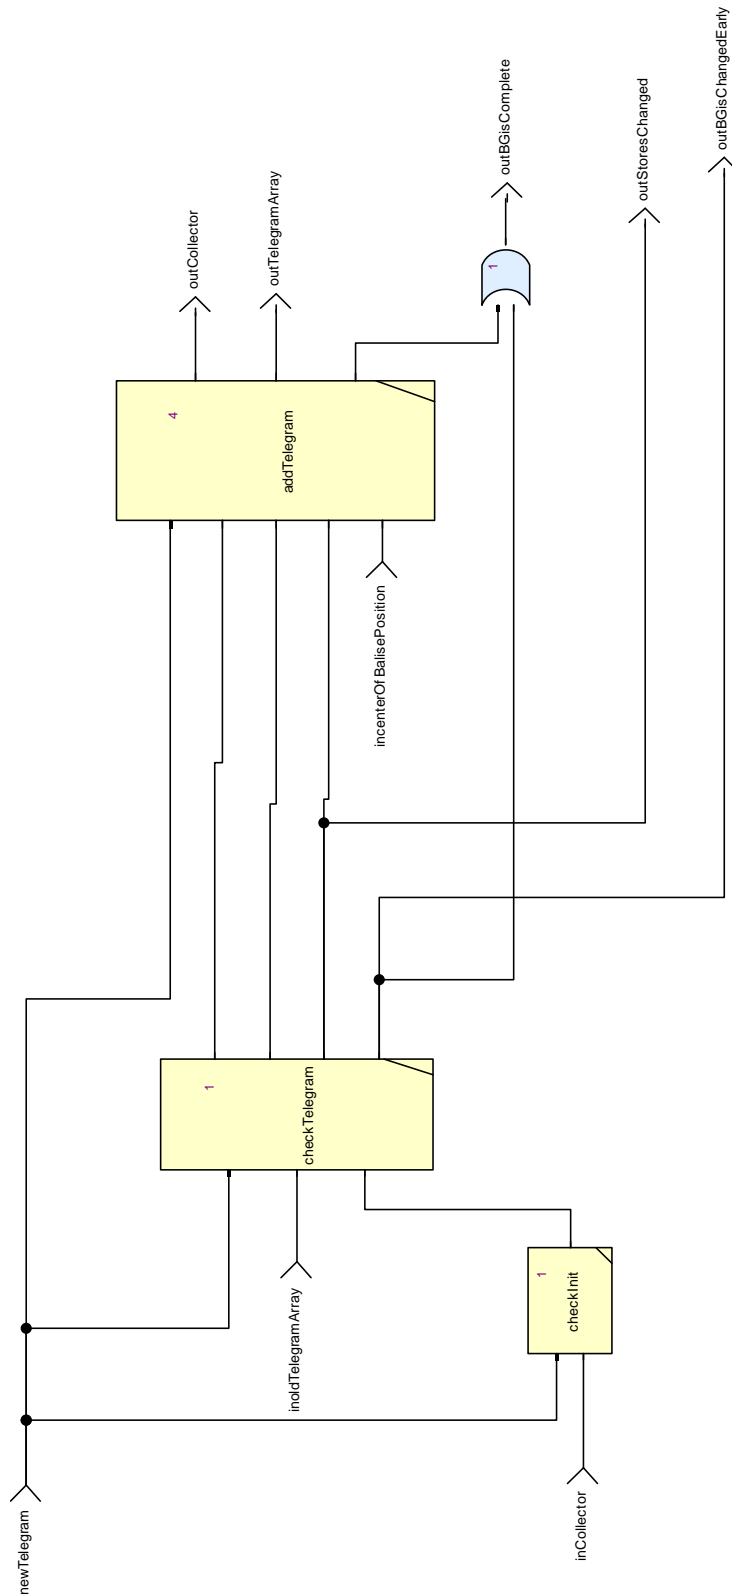 newTelegram
4
outCollector
1
outTelegramArray
addTelegram
inoldTelegramArray
checkTelegram
incenterOfBalisePosition
1
outBGisComplete
1
checkInit
inCollector
outStoresChanged
outBGisChangedEarly